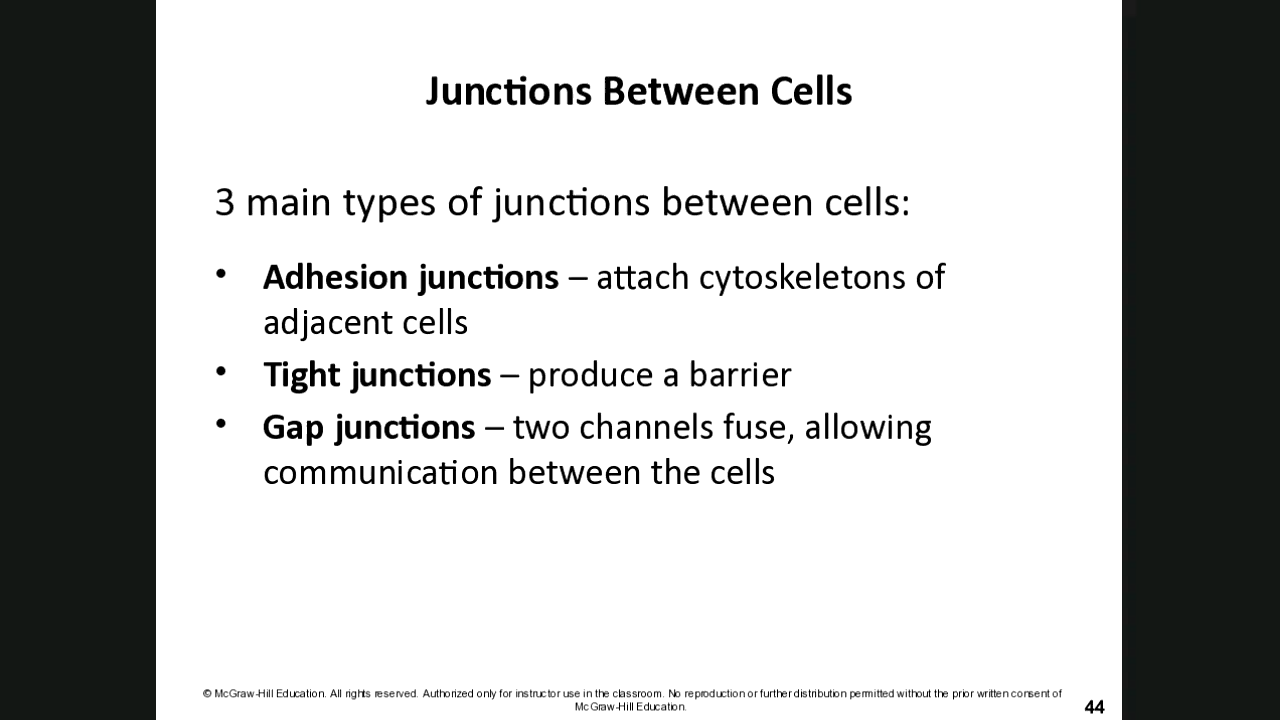 Junctions Between Cells
3 main types of junctions between cells:
• Adhesion junctions – attach cytoskeletons of
adjacent cells
• Tight junctions – produce a barrier
• Gap junctions – two channels fuse, allowing
communication between the cells
© McGraw-Hill Education. All rights reserved. Authorized only for instructor use in the classroom. No reproduction or further distribution permitted without the prior written consent of
McGraw-Hill Education.
44